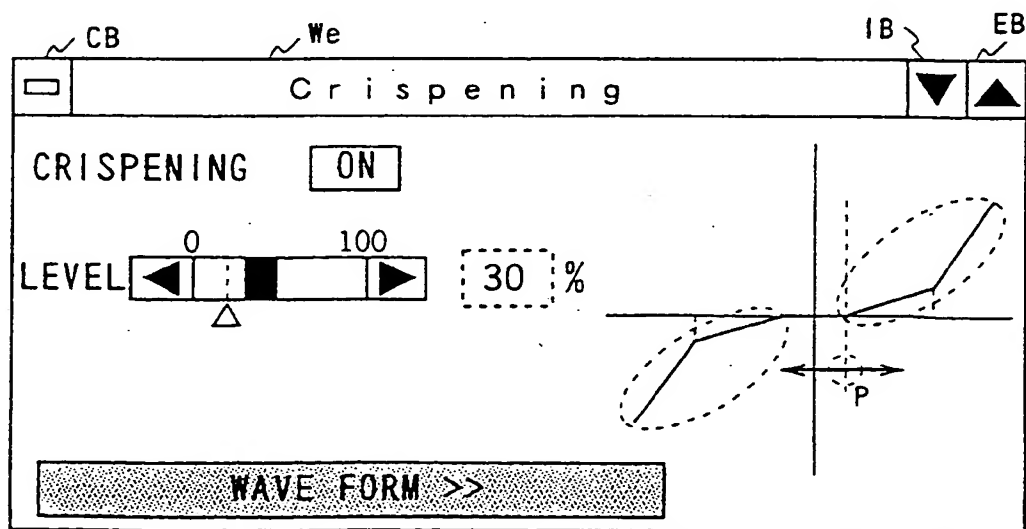 CB We IB EB
Crispening
CRISPENING ON
0 100
LEVEL 30 %
P
WAVE FORM >>